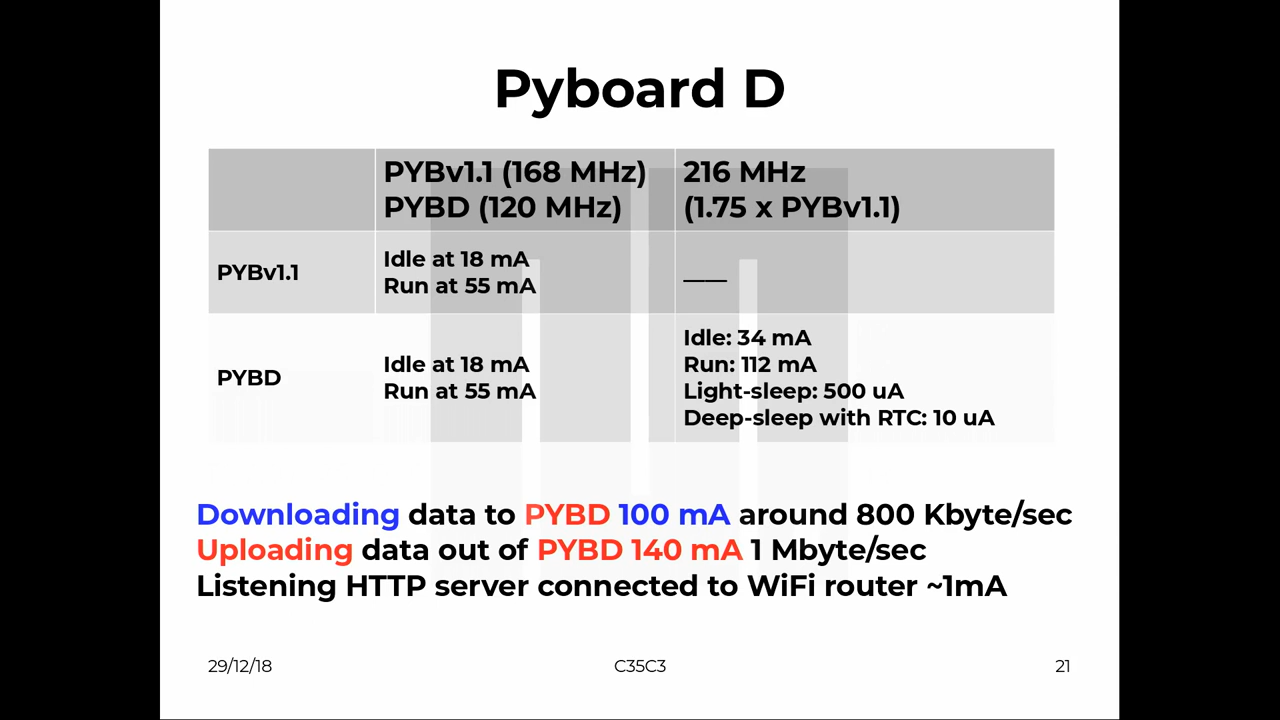 Pyboard D
PYBv1.1 (168 MHz)
PYBD (120 MHz)
216 MHz
(1.75 x PYBv1.1)
PYBv1.1
Idle at 18 mA
Run at 55 mA
——
PYBD
Idle at 18 mA
Run at 55 mA
Idle: 34 mA
Run: 112 mA
Light-sleep: 500 uA
Deep-sleep with RTC: 10 uA
Downloading data to PYBD 100 mA around 800 Kbyte/sec
Uploading data out of PYBD 140 mA 1 Mbyte/sec
Listening HTTP server connected to WiFi router ~1mA
29/12/18
C35C3
21